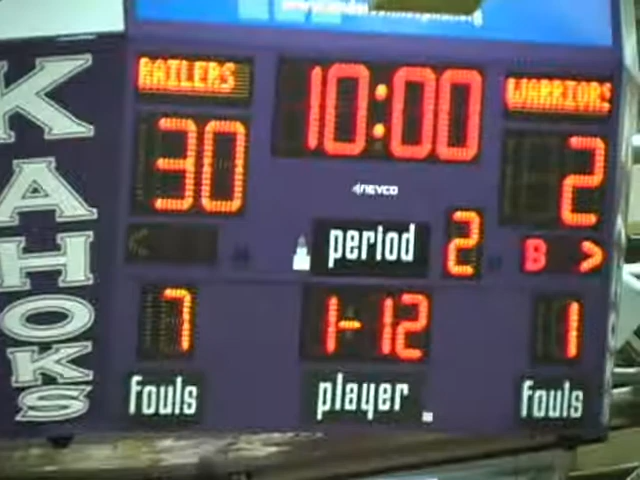 KAHOKS
RAILERS 10:00 WARRIORS
30 2
NEVCO
period 2 B >
7 1-12 1
fouls player fouls